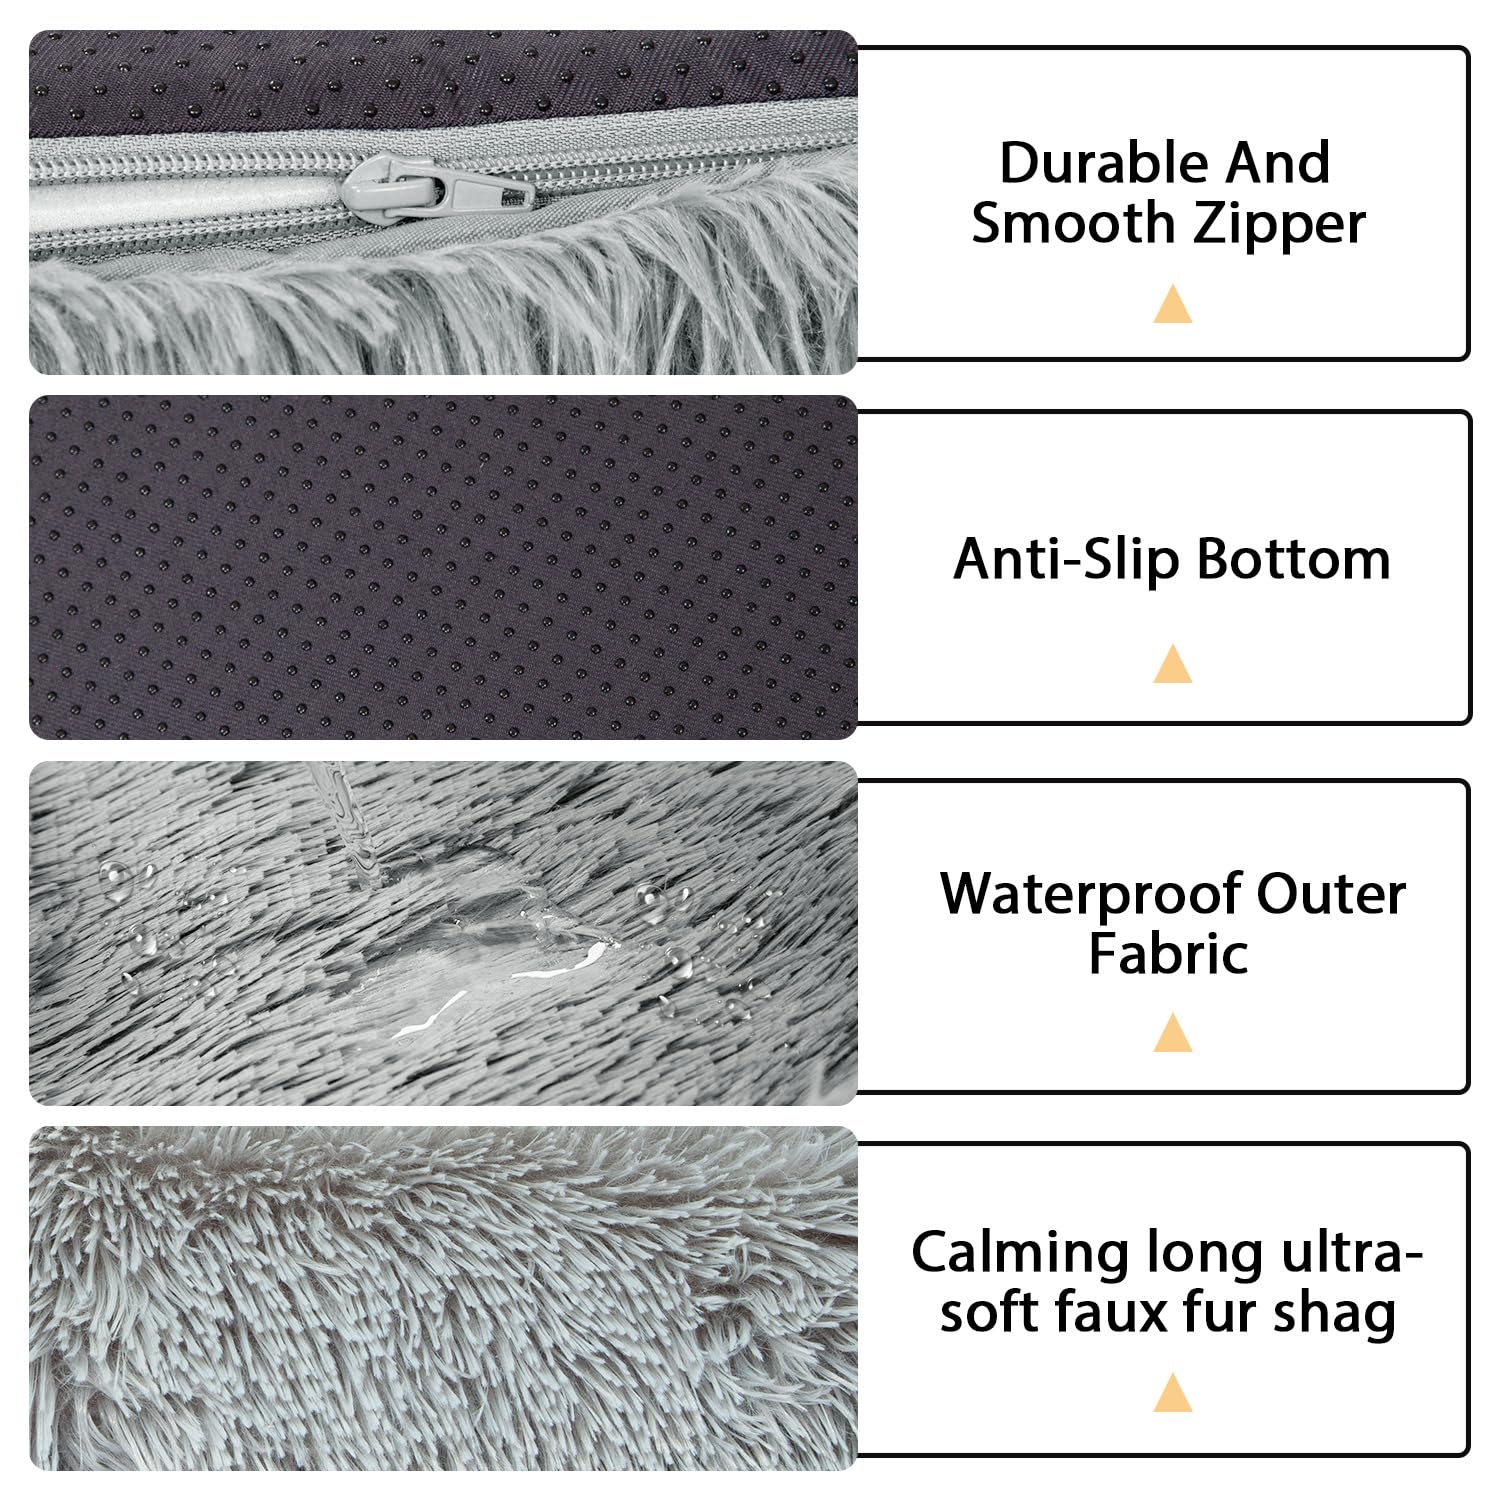 Durable And
Smooth Zipper
Anti-Slip Bottom
Waterproof Outer
Fabric
Calming long ultra-
soft faux fur shag